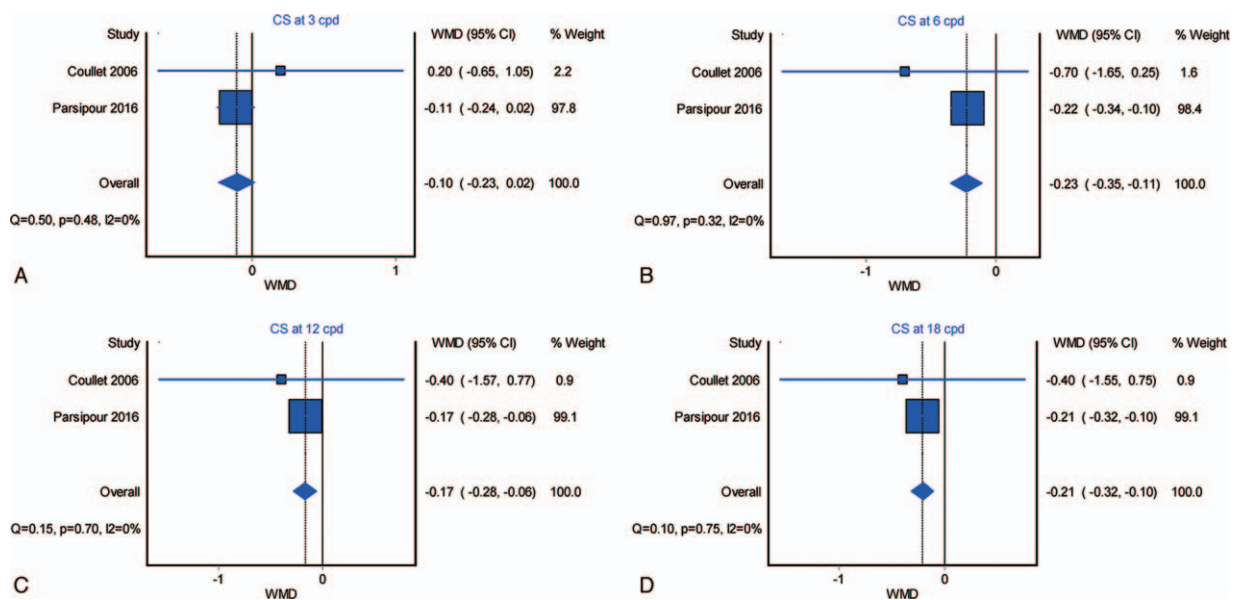 CS at 3 cpd
Study WMD (95% CI) % Weight
Coullet 2006 0.20 ( -0.65, 1.05) 2.2
Parsipour 2016 -0.11 ( -0.24, 0.02) 97.8
Overall -0.10 ( -0.23, 0.02) 100.0
Q=0.50, p=0.48, I2=0%
0 1
WMD
A
CS at 6 cpd
Study WMD (95% CI) % Weight
Coullet 2006 -0.70 ( -1.65, 0.25) 1.6
Parsipour 2016 -0.22 ( -0.34, -0.10) 98.4
Overall -0.23 ( -0.35, -0.11) 100.0
Q=0.97, p=0.32, I2=0%
-1 0
WMD
B
CS at 12 cpd
Study WMD (95% CI) % Weight
Coullet 2006 -0.40 ( -1.57, 0.77) 0.9
Parsipour 2016 -0.17 ( -0.28, -0.06) 99.1
Overall -0.17 ( -0.28, -0.06) 100.0
Q=0.15, p=0.70, I2=0%
-1 0
WMD
C
CS at 18 cpd
Study WMD (95% CI) % Weight
Coullet 2006 -0.40 ( -1.55, 0.75) 0.9
Parsipour 2016 -0.21 ( -0.32, -0.10) 99.1
Overall -0.21 ( -0.32, -0.10) 100.0
Q=0.10, p=0.75, I2=0%
-1 0
WMD
D